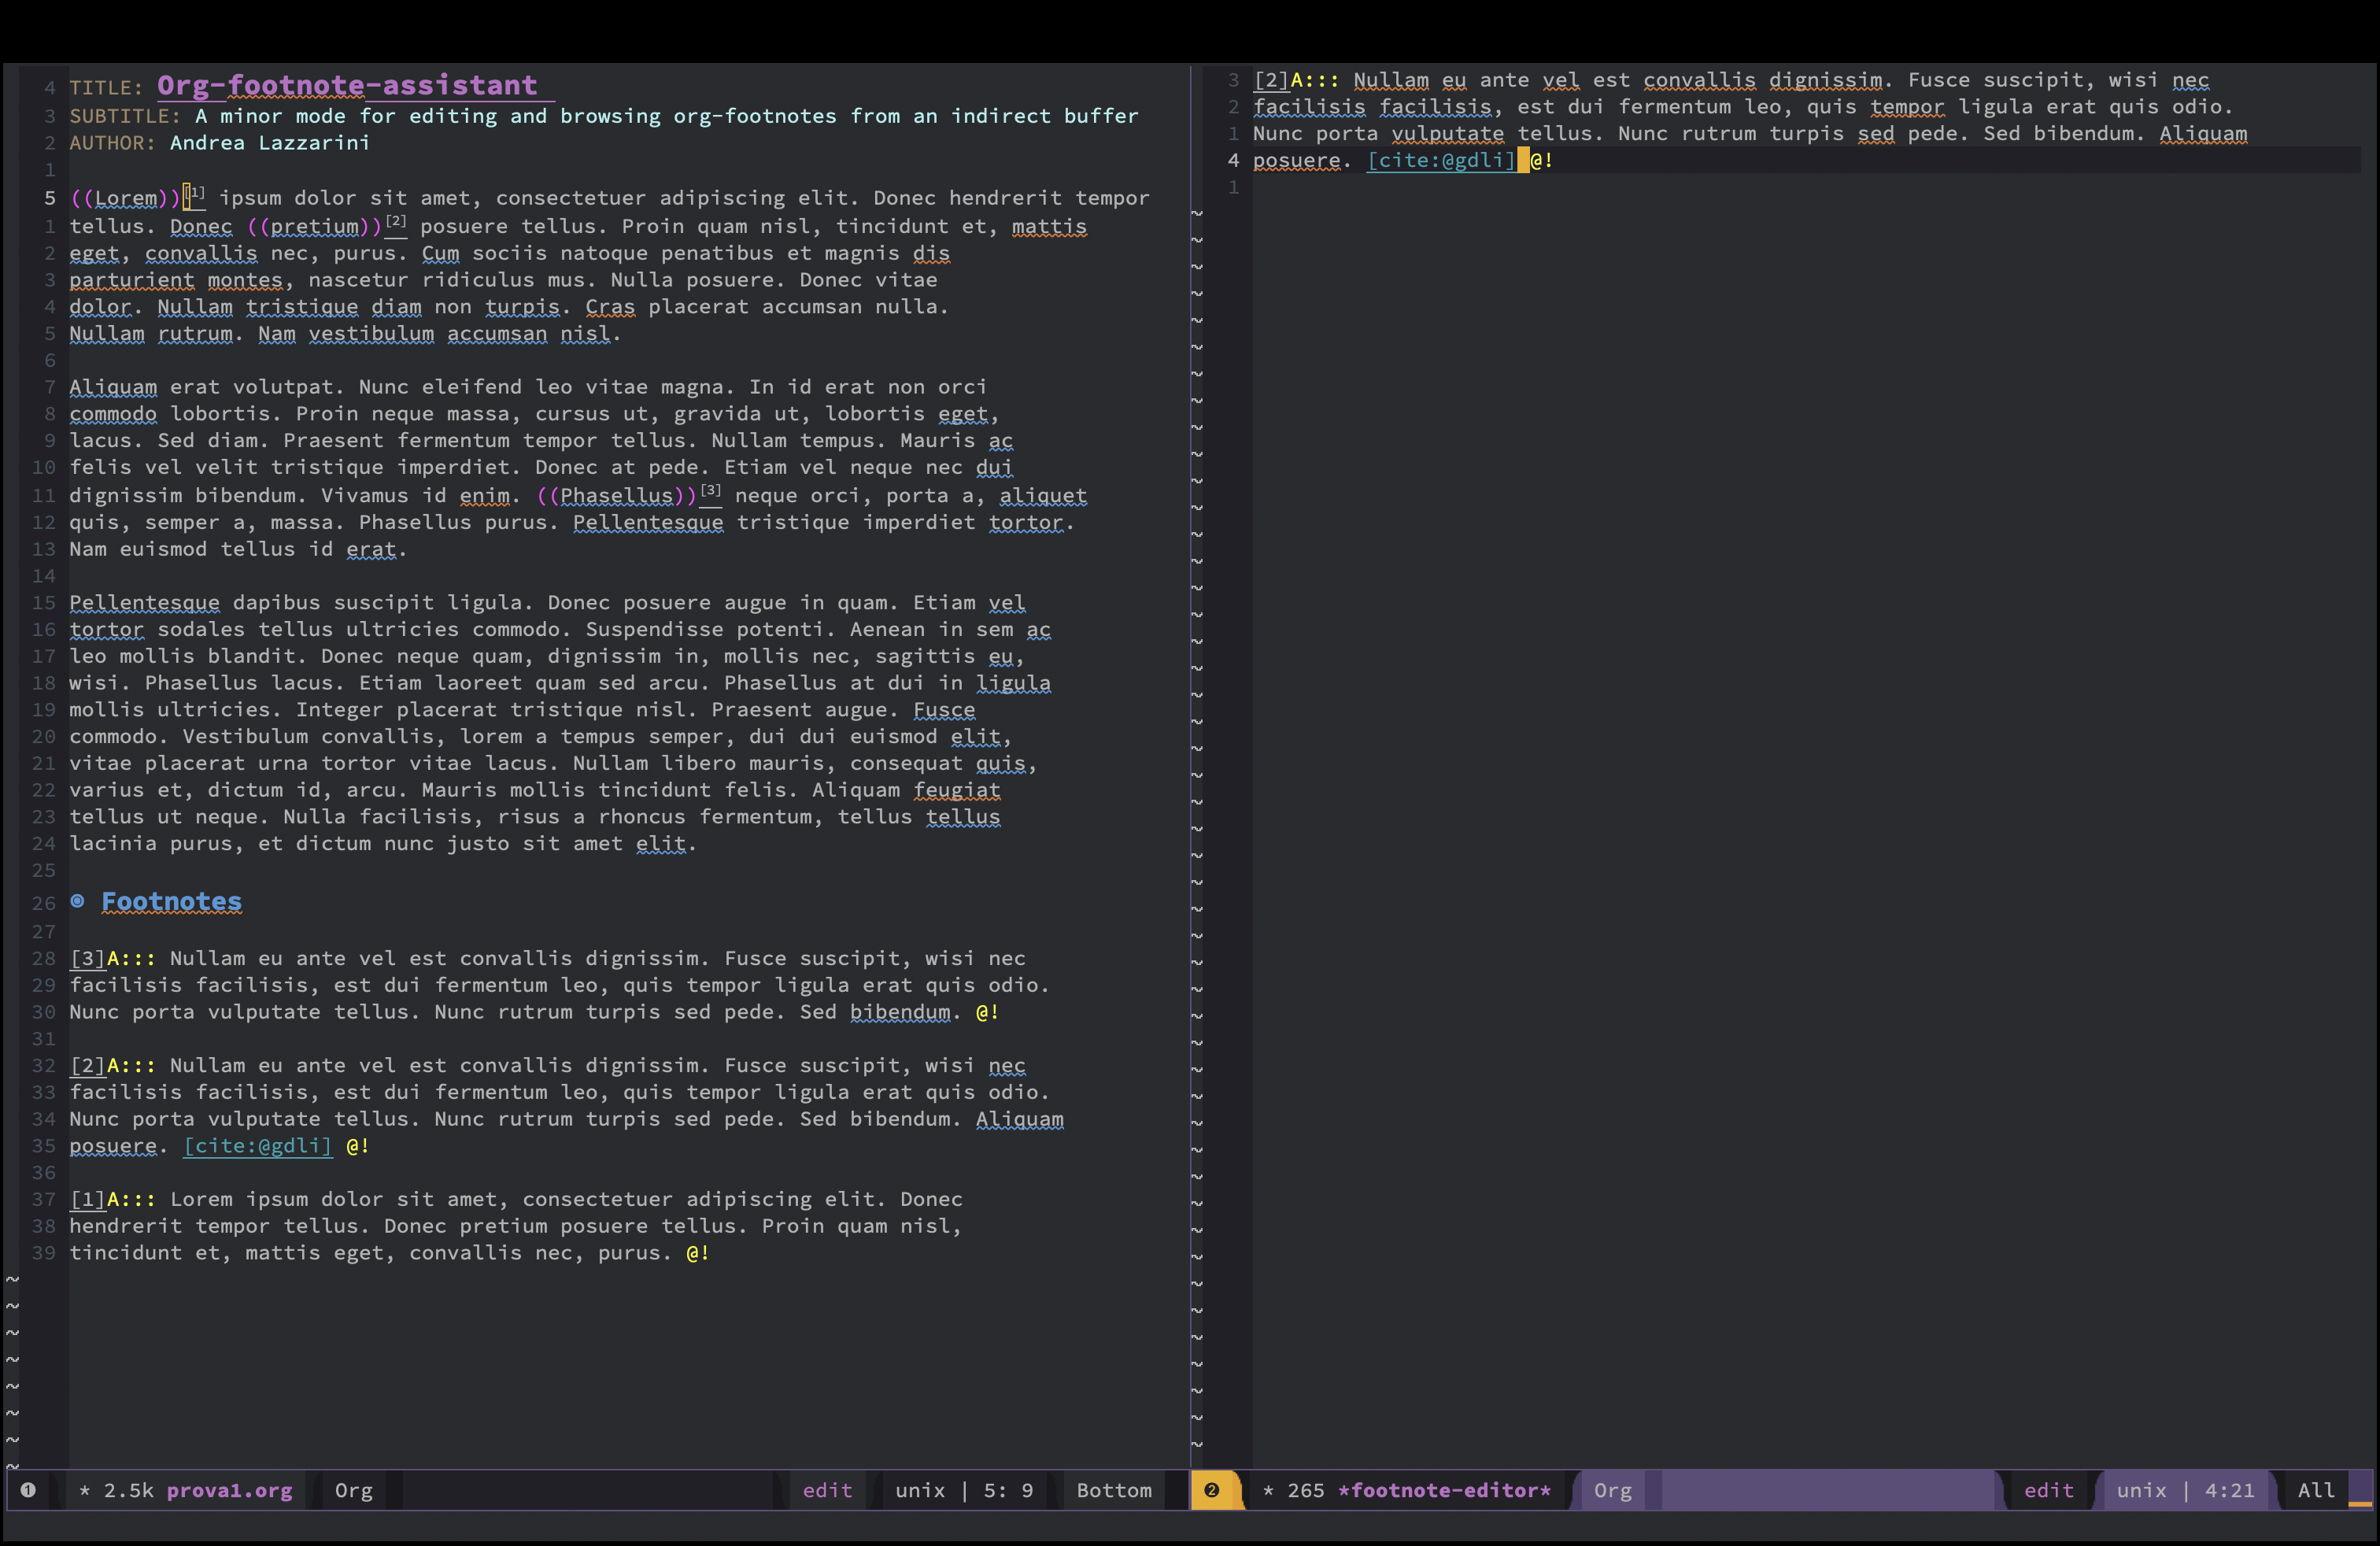 4 TITLE: Org-footnote-assistant
3 SUBTITLE: A minor mode for editing and browsing org-footnotes from an indirect buffer
2 AUTHOR: Andrea Lazzarini
1
5 ((Lorem))[1] ipsum dolor sit amet, consectetuer adipiscing elit. Donec hendrerit tempor
1 tellus. Donec ((pretium))[2] posuere tellus. Proin quam nisl, tincidunt et, mattis
2 eget, convallis nec, purus. Cum sociis natoque penatibus et magnis dis
3 parturient montes, nascetur ridiculus mus. Nulla posuere. Donec vitae
4 dolor. Nullam tristique diam non turpis. Cras placerat accumsan nulla.
5 Nullam rutrum. Nam vestibulum accumsan nisl.
6
7 Aliquam erat volutpat. Nunc eleifend leo vitae magna. In id erat non orci
8 commodo lobortis. Proin neque massa, cursus ut, gravida ut, lobortis eget,
9 lacus. Sed diam. Praesent fermentum tempor tellus. Nullam tempus. Mauris ac
10 felis vel velit tristique imperdiet. Donec at pede. Etiam vel neque nec dui
11 dignissim bibendum. Vivamus id enim. ((Phasellus))[3] neque orci, porta a, aliquet
12 quis, semper a, massa. Phasellus purus. Pellentesque tristique imperdiet tortor.
13 Nam euismod tellus id erat.
14
15 Pellentesque dapibus suscipit ligula. Donec posuere augue in quam. Etiam vel
16 tortor sodales tellus ultricies commodo. Suspendisse potenti. Aenean in sem ac
17 leo mollis blandit. Donec neque quam, dignissim in, mollis nec, sagittis eu,
18 wisi. Phasellus lacus. Etiam laoreet quam sed arcu. Phasellus at dui in ligula
19 mollis ultricies. Integer placerat tristique nisl. Praesent augue. Fusce
20 commodo. Vestibulum convallis, lorem a tempus semper, dui dui euismod elit,
21 vitae placerat urna tortor vitae lacus. Nullam libero mauris, consequat quis,
22 varius et, dictum id, arcu. Mauris mollis tincidunt felis. Aliquam feugiat
23 tellus ut neque. Nulla facilisis, risus a rhoncus fermentum, tellus tellus
24 lacinia purus, et dictum nunc justo sit amet elit.
25
26 Footnotes
27
28 [3]A::: Nullam eu ante vel est convallis dignissim. Fusce suscipit, wisi nec
29 facilisis facilisis, est dui fermentum leo, quis tempor ligula erat quis odio.
30 Nunc porta vulputate tellus. Nunc rutrum turpis sed pede. Sed bibendum. @!
31
32 [2]A::: Nullam eu ante vel est convallis dignissim. Fusce suscipit, wisi nec
33 facilisis facilisis, est dui fermentum leo, quis tempor ligula erat quis odio.
34 Nunc porta vulputate tellus. Nunc rutrum turpis sed pede. Sed bibendum. Aliquam
35 posuere. [cite:@gdli] @!
36
37 [1]A::: Lorem ipsum dolor sit amet, consectetuer adipiscing elit. Donec
38 hendrerit tempor tellus. Donec pretium posuere tellus. Proin quam nisl,
39 tincidunt et, mattis eget, convallis nec, purus. @!
❶ * 2.5k prova1.org Org edit unix | 5: 9 Bottom
3 [2]A::: Nullam eu ante vel est convallis dignissim. Fusce suscipit, wisi nec
2 facilisis facilisis, est dui fermentum leo, quis tempor ligula erat quis odio.
1 Nunc porta vulputate tellus. Nunc rutrum turpis sed pede. Sed bibendum. Aliquam
4 posuere. [cite:@gdli] @!
1
❷ * 265 *footnote-editor* Org edit unix | 4:21 All